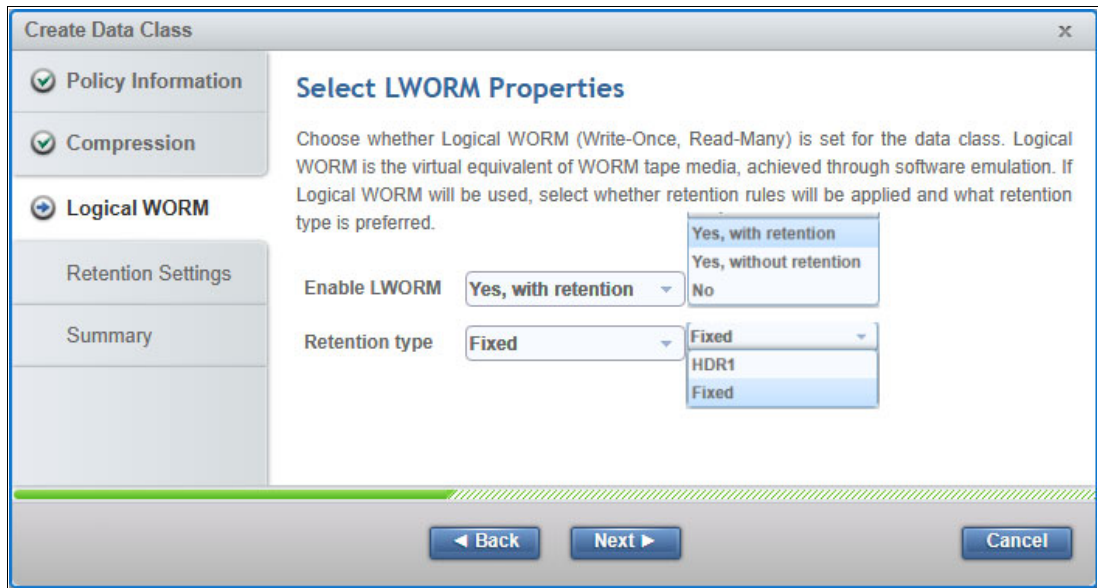 Create Data Class
x
Policy Information
Compression
Logical WORM
Retention Settings
Summary
Select LWORM Properties
Choose whether Logical WORM (Write-Once, Read-Many) is set for the data class. Logical
WORM is the virtual equivalent of WORM tape media, achieved through software emulation. If
Logical WORM will be used, select whether retention rules will be applied and what retention
type is preferred.
Enable LWORM
Yes, with retention
Yes, with retention
Yes, without retention
No
Retention type
Fixed
Fixed
HDR1
Fixed
Back
Next
Cancel